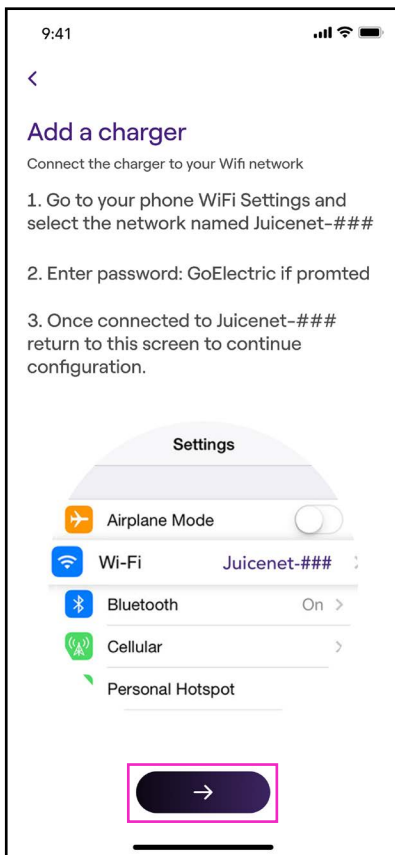 9:41
Add a charger
Connect the charger to your Wifi network
1. Go to your phone WiFi Settings and
select the network named Juicenet-###
2. Enter password: GoElectric if promted
3. Once connected to Juicenet-###
return to this screen to continue
configuration.
Settings
Airplane Mode
Wi-Fi Juicenet-###
Bluetooth On
Cellular
Personal Hotspot